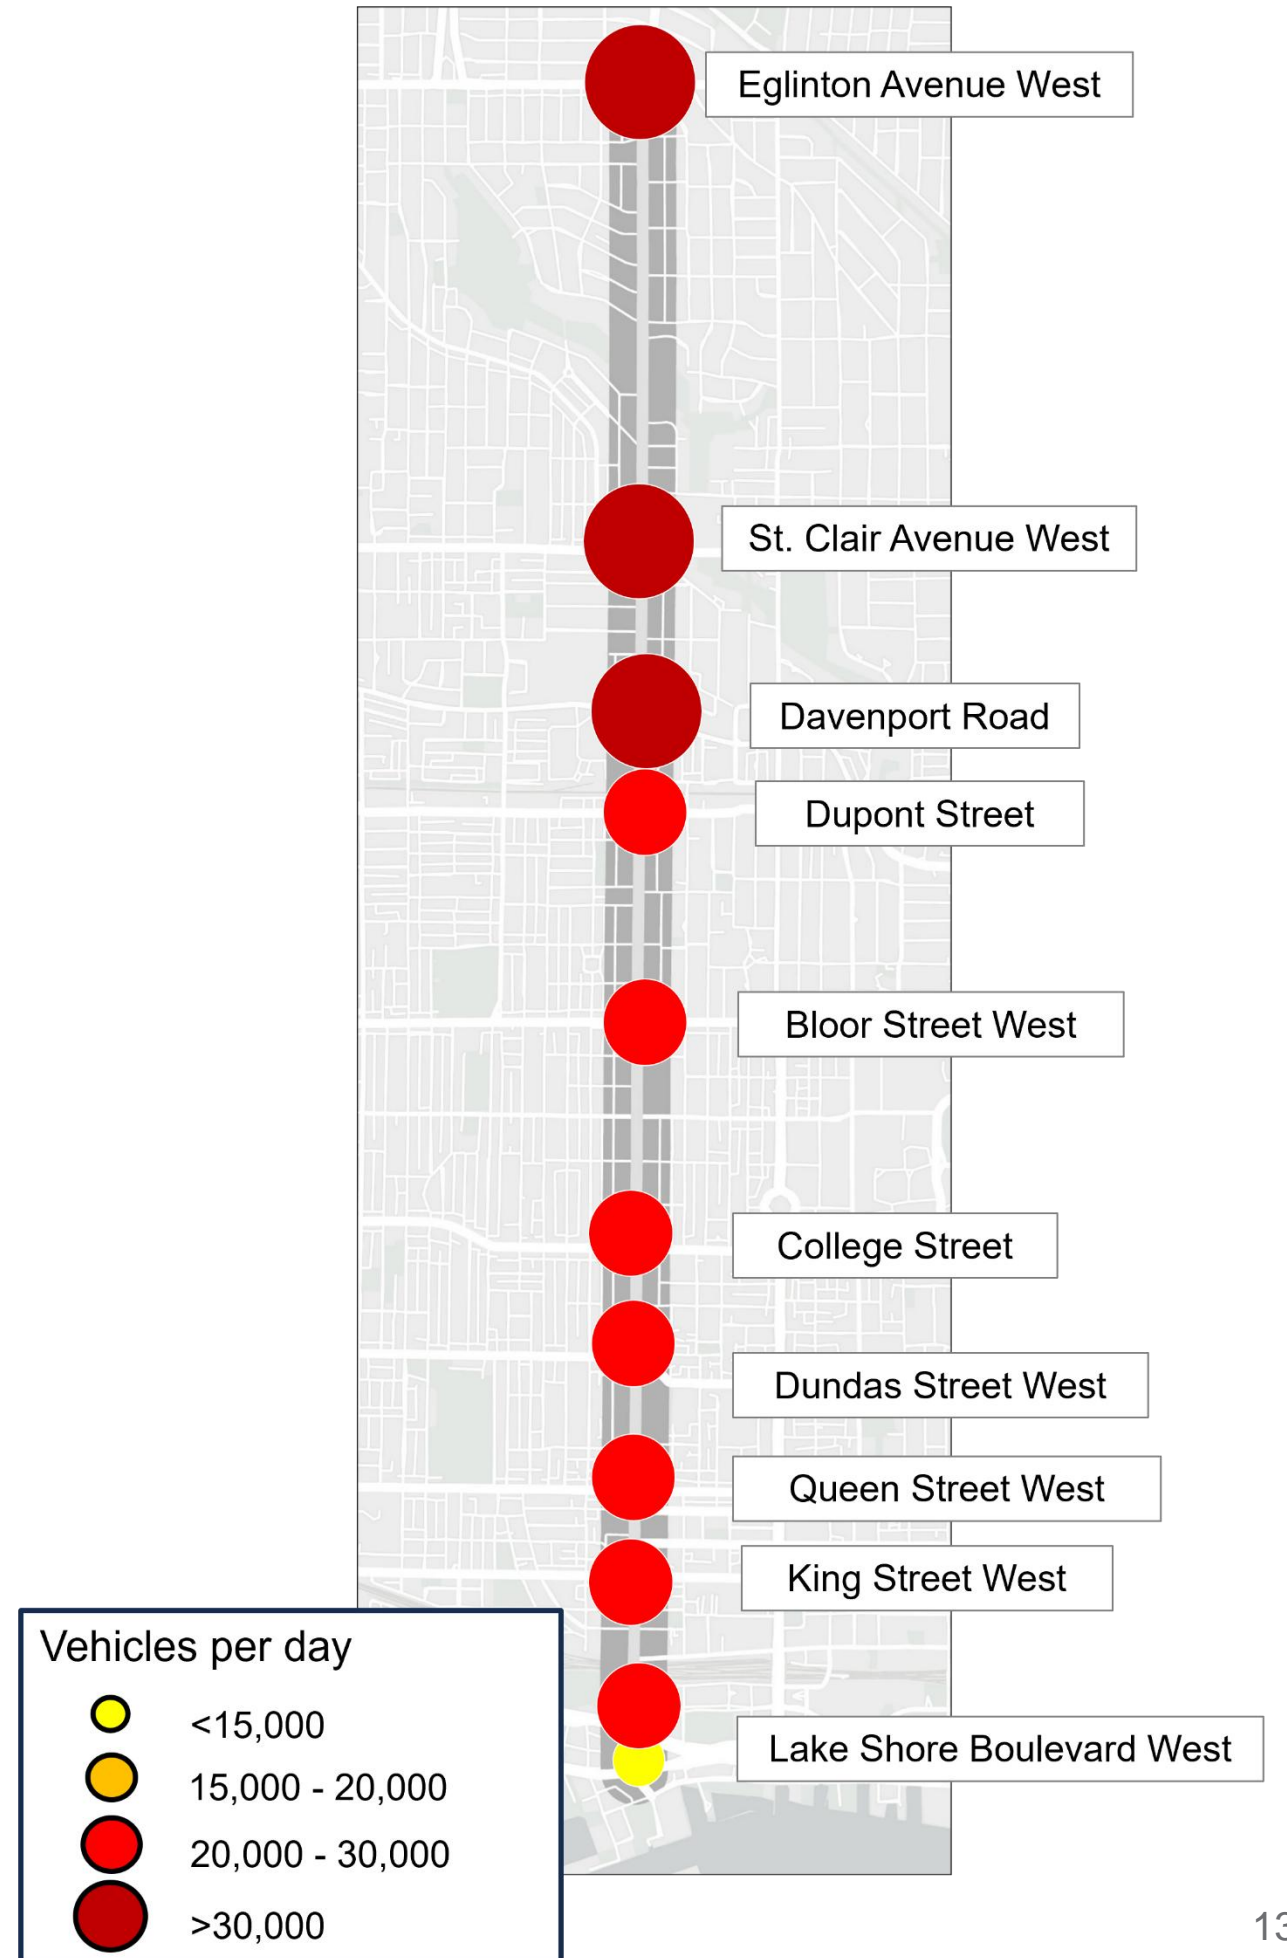 Eglinton Avenue West
St. Clair Avenue West
Davenport Road
Dupont Street
Bloor Street West
College Street
Dundas Street West
Queen Street West
King Street West
Lake Shore Boulevard West
Vehicles per day
<15,000
15,000 - 20,000
20,000 - 30,000
>30,000
13